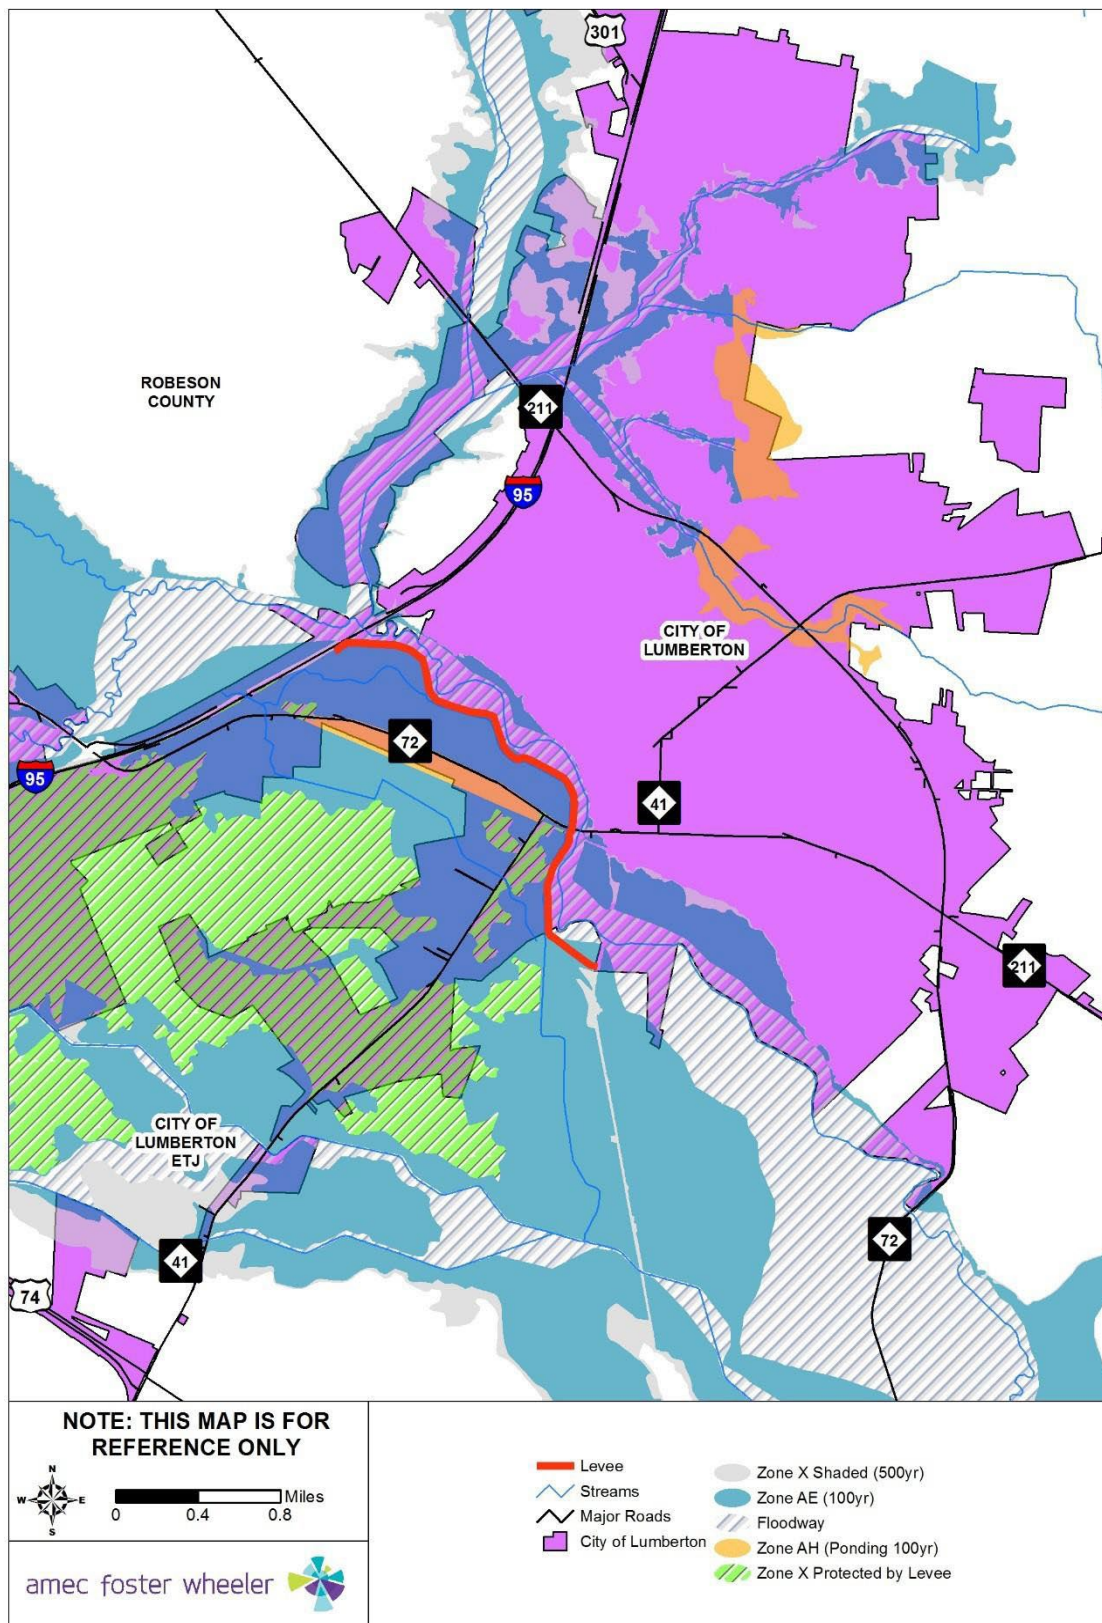 301
ROBESON
COUNTY
211
95
CITY OF
LUMBERTON
72
95
41
211
CITY OF
LUMBERTON
ETJ
72
41
74
NOTE: THIS MAP IS FOR
REFERENCE ONLY
N
W E
S
Miles
0 0.4 0.8
amec foster wheeler
Levee
Streams
Major Roads
City of Lumberton
Zone X Shaded (500yr)
Zone AE (100yr)
Floodway
Zone AH (Ponding 100yr)
Zone X Protected by Levee